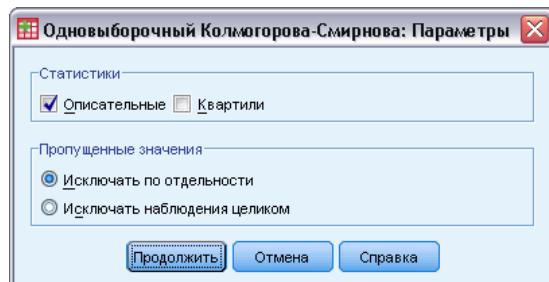 Одновыборочный Колмогорова-Смирнова: Параметры
Статистики
Описательные Квартили
Пропущенные значения
Исключать по отдельности
Исключать наблюдения целиком
Продолжить Отмена Справка